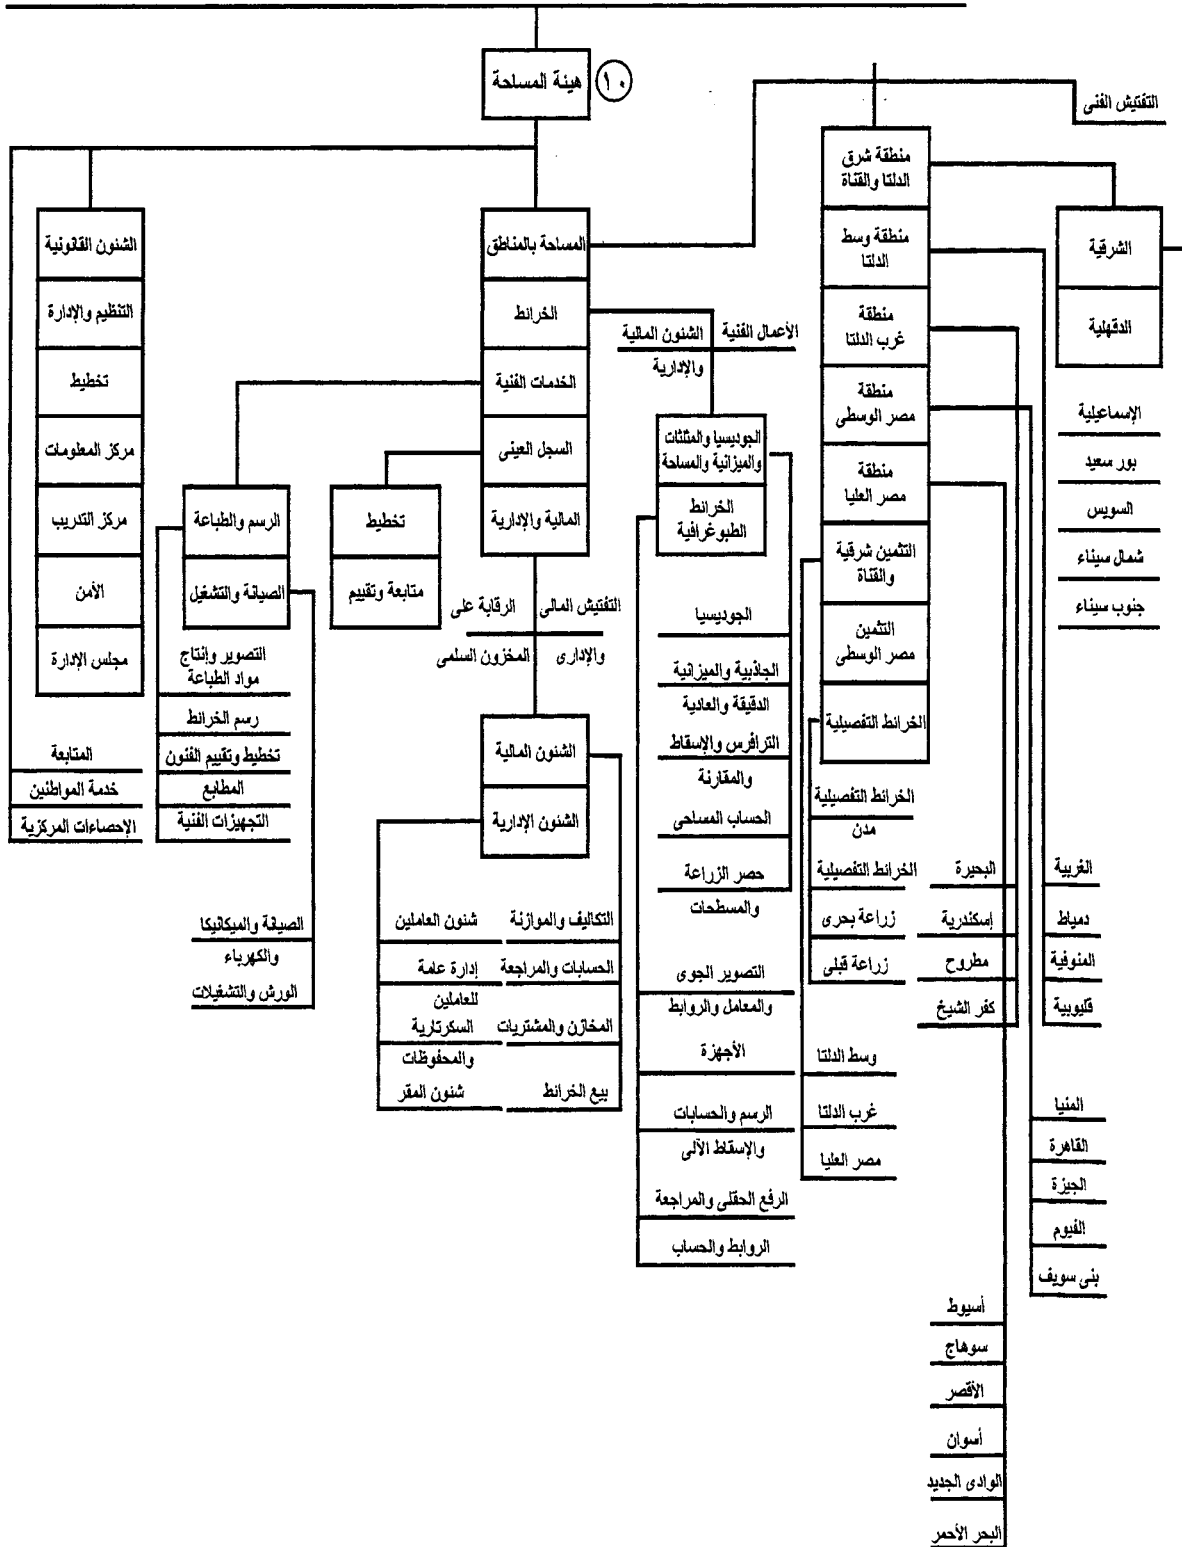 ١٠
هيئة المساحة
التفتيش الفنى
منطقة شرق
الدلتا والقناة
منطقة وسط
الدلتا
منطقة
غرب الدلتا
منطقة
مصر الوسطى
منطقة
مصر العليا
التثمين شرقية
والقناة
التثمين
مصر الوسطى
الخرائط التفصيلية
الشرقية
الدقهلية
الإسماعيلية
بور سعيد
السويس
شمال سيناء
جنوب سيناء
المساحة بالمناطق
الخرائط
الخدمات الفنية
السجل العينى
المالية والإدارية
الشئون القانونية
التنظيم والإدارة
تخطيط
مركز المعلومات
مركز التدريب
الأمن
مجلس الإدارة
المتابعة
خدمة المواطنين
الإحصاءات المركزية
الأعمال الفنية
الشئون المالية
والإدارية
الجوديسيا والمثلثات
والميزانية والمساحة
الخرائط
الطبوغرافية
تخطيط
متابعة وتقييم
الرسم والطباعة
الصيانة والتشغيل
التصوير وإنتاج
مواد الطباعة
رسم الخرائط
تخطيط وتقييم الفنون
المطابع
التجهيزات الفنية
الصيانة والميكانيكا
والكهرباء
الورش والتشغيلات
التفتيش المالى
والإدارى
الرقابة على
المخزون السلمى
الشئون المالية
الشئون الإدارية
التكاليف والموازنة
الحسابات والمراجعة
المخازن والمشتريات
بيع الخرائط
شئون العاملين
إدارة عامة
للعاملين
السكرتارية
والمحفوظات
شئون المقر
الجوديسيا
الجاذبية والميزانية
الدقيقة والعادية
الترافرس والإسقاط
والمقارنة
الحساب المساحى
حصر الزراعة
والمسطحات
التصوير الجوى
والمعامل والروابط
الأجهزة
الرسم والحسابات
والإسقاط الآلى
الرفع الحقلى والمراجعة
الروابط والحساب
الخرائط التفصيلية
مدن
الخرائط التفصيلية
زراعة بحرى
زراعة قبلى
وسط الدلتا
غرب الدلتا
مصر العليا
البحيرة
إسكندرية
مطروح
كفر الشيخ
الغربية
دمياط
المنوفية
قليوبية
المنيا
القاهرة
الجيزة
الفيوم
بنى سويف
أسيوط
سوهاج
الأقصر
أسوان
الوادى الجديد
البحر الأحمر